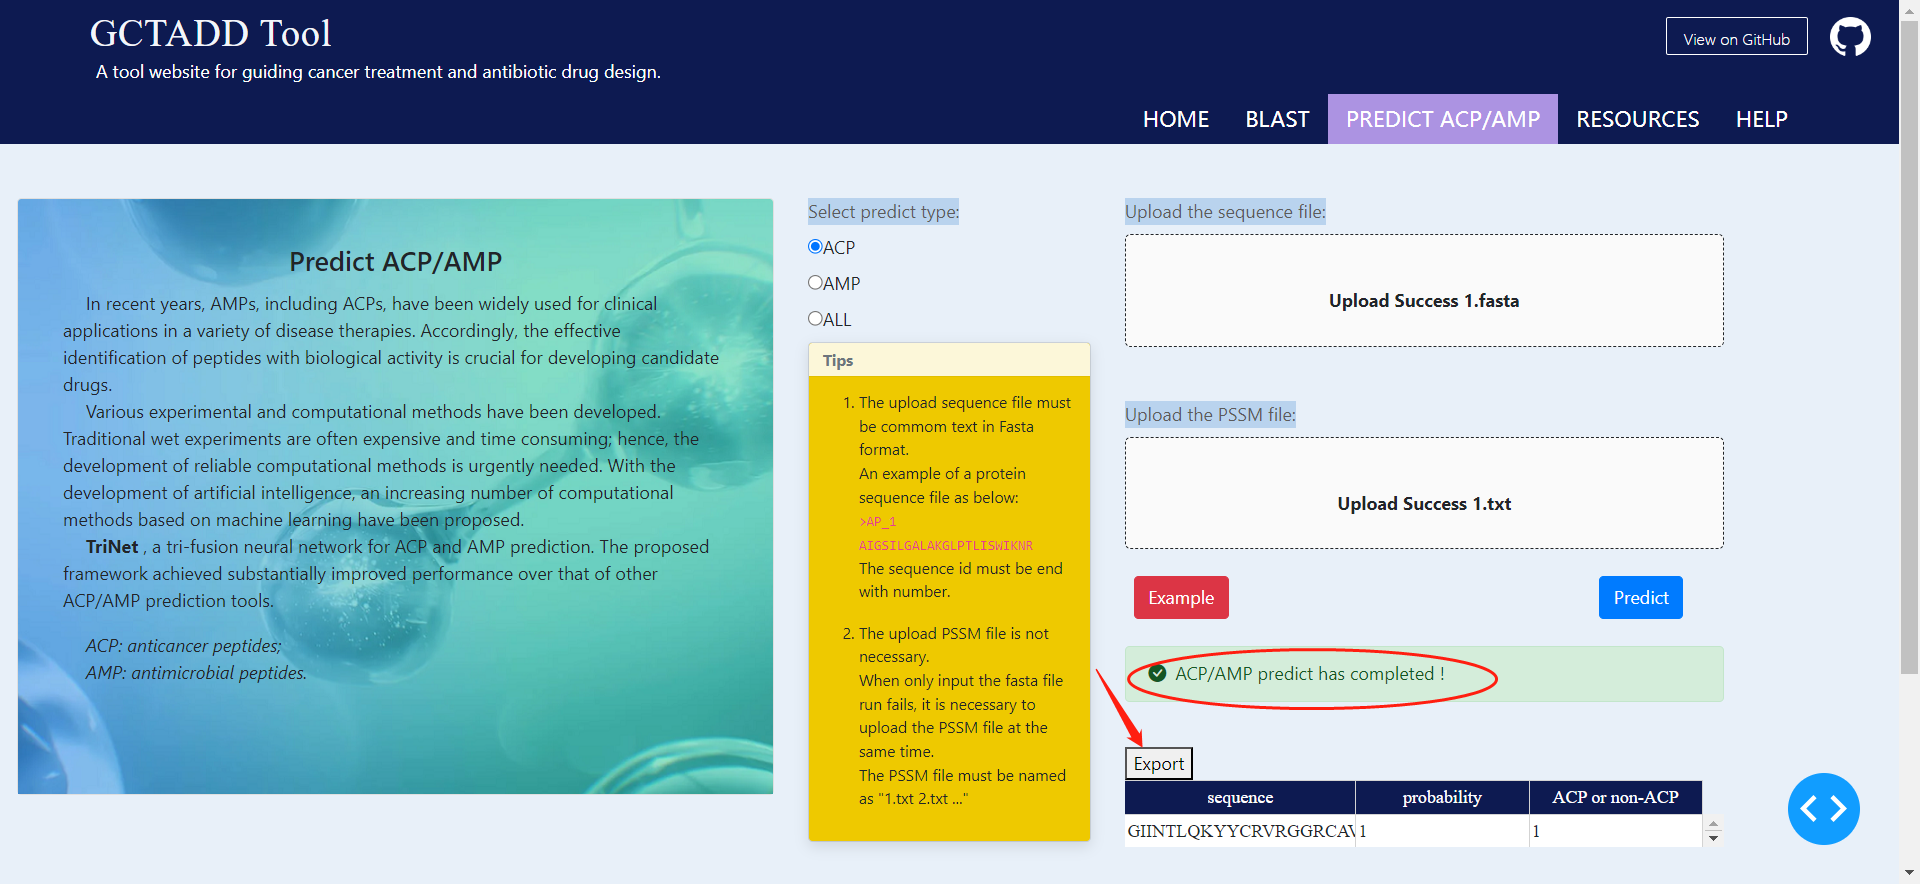 GCTADD Tool
A tool website for guiding cancer treatment and antibiotic drug design.
View on GitHub
HOME
BLAST
PREDICT ACP/AMP
RESOURCES
HELP
Predict ACP/AMP
In recent years, AMPs, including ACPs, have been widely used for clinical
applications in a variety of disease therapies. Accordingly, the effective
identification of peptides with biological activity is crucial for developing candidate
drugs.
Various experimental and computational methods have been developed.
Traditional wet experiments are often expensive and time consuming; hence, the
development of reliable computational methods is urgently needed. With the
development of artificial intelligence, an increasing number of computational
methods based on machine learning have been proposed.
TriNet , a tri-fusion neural network for ACP and AMP prediction. The proposed
framework achieved substantially improved performance over that of other
ACP/AMP prediction tools.
ACP: anticancer peptides;
AMP: antimicrobial peptides.
Select predict type:
ACP
AMP
ALL
Tips
1. The upload sequence file must
be commom text in Fasta
format.
An example of a protein
sequence file as below:
>AP_1
AIGSILGALAKGLPTLISWIKNR
The sequence id must be end
with number.
2. The upload PSSM file is not
necessary.
When only input the fasta file
run fails, it is necessary to
upload the PSSM file at the
same time.
The PSSM file must be named
as "1.txt 2.txt ..."
Upload the sequence file:
Upload Success 1.fasta
Upload the PSSM file:
Upload Success 1.txt
Example
Predict
ACP/AMP predict has completed !
Export
sequence probability ACP or non-ACP
GIINTLQKYYCRVRGGRCAV 1 1